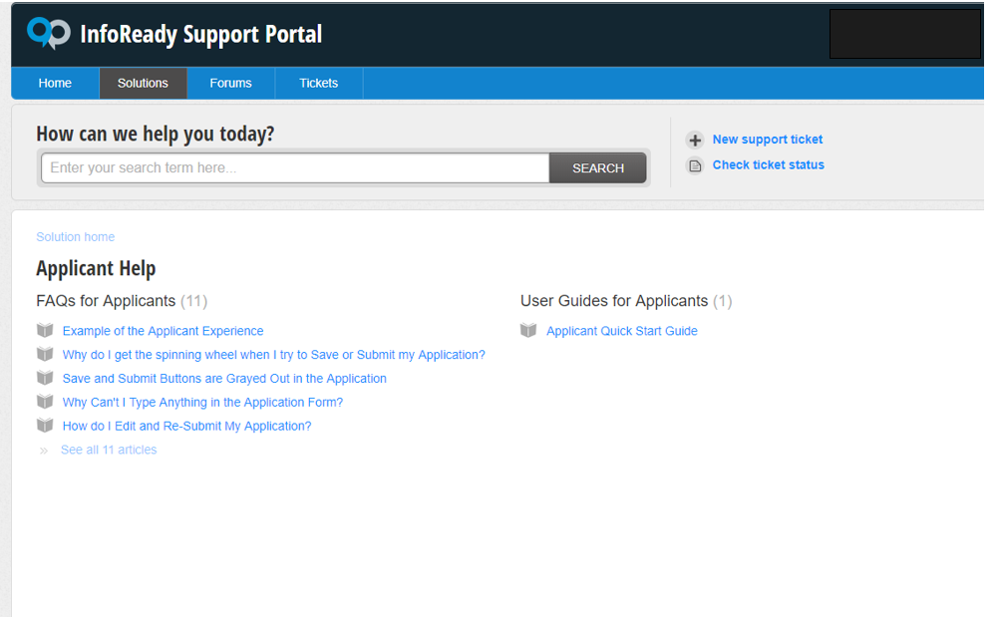 InfoReady Support Portal
Home Solutions Forums Tickets
How can we help you today?
Enter your search term here... SEARCH
New support ticket
Check ticket status
Solution home
Applicant Help
FAQs for Applicants (11)
Example of the Applicant Experience
Why do I get the spinning wheel when I try to Save or Submit my Application?
Save and Submit Buttons are Grayed Out in the Application
Why Can't I Type Anything in the Application Form?
How do I Edit and Re-Submit My Application?
» See all 11 articles
User Guides for Applicants (1)
Applicant Quick Start Guide